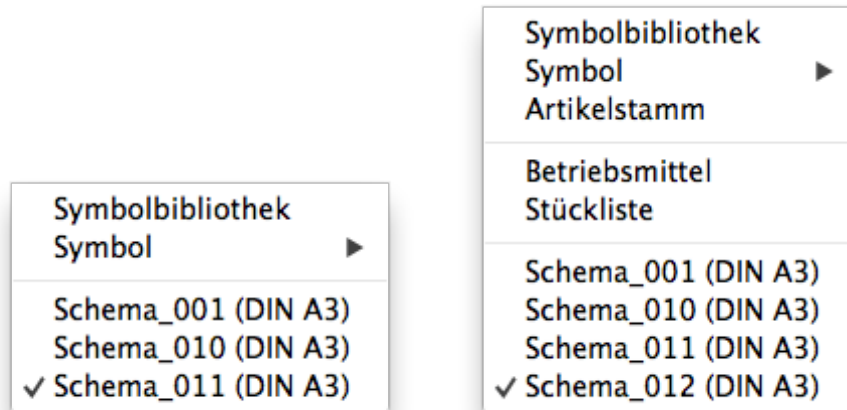 Symbolbibliothek
Symbol
Schema_001 (DIN A3)
Schema_010 (DIN A3)
Schema_011 (DIN A3)
Symbolbibliothek
Symbol
Artikelstamm
Betriebsmittel
Stückliste
Schema_001 (DIN A3)
Schema_010 (DIN A3)
Schema_011 (DIN A3)
Schema_012 (DIN A3)